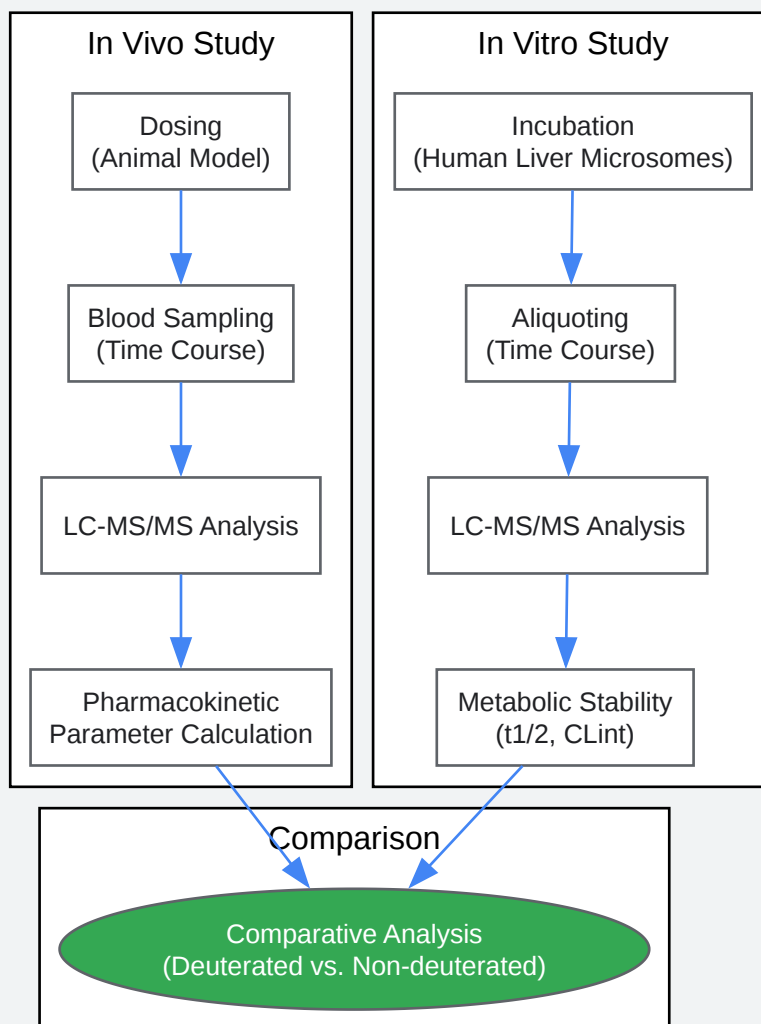 In Vivo Study
Dosing
(Animal Model)
Blood Sampling
(Time Course)
LC-MS/MS Analysis
Pharmacokinetic
Parameter Calculation
In Vitro Study
Incubation
(Human Liver Microsomes)
Aliquoting
(Time Course)
LC-MS/MS Analysis
Metabolic Stability
(t1/2, CLint)
Comparison
Comparative Analysis
(Deuterated vs. Non-deuterated)